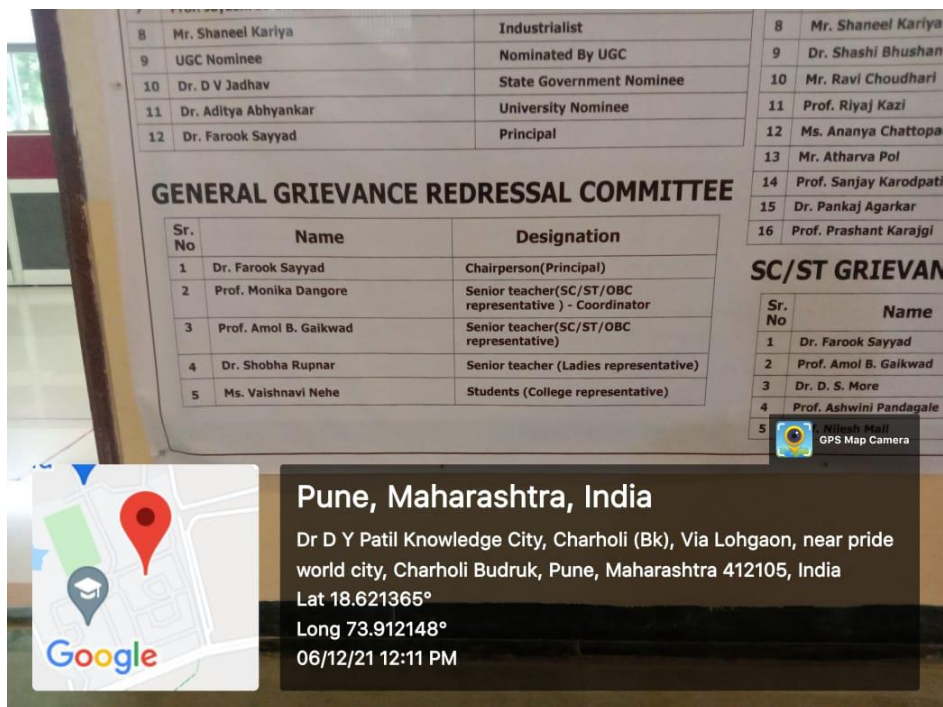 8 Mr. Shaneel Kariya Industrialist
9 UGC Nominee Nominated By UGC
10 Dr. D V Jadhav State Government Nominee
11 Dr. Aditya Abhyankar University Nominee
12 Dr. Farook Sayyad Principal
GENERAL GRIEVANCE REDRESSAL COMMITTEE
Sr. No Name Designation
1 Dr. Farook Sayyad Chairperson(Principal)
2 Prof. Monika Dangore Senior teacher(SC/ST/OBC
representative ) - Coordinator
3 Prof. Amol B. Gaikwad Senior teacher(SC/ST/OBC
representative)
4 Dr. Shobha Rupnar Senior teacher (Ladies representative)
5 Ms. Vaishnavi Nehe Students (College representative)
8 Mr. Shaneel Kariya
9 Dr. Shashi Bhushan
10 Mr. Ravi Choudhari
11 Prof. Riyaj Kazi
12 Ms. Ananya Chattopa
13 Mr. Atharva Pol
14 Prof. Sanjay Karodpati
15 Dr. Pankaj Agarkar
16 Prof. Prashant Karajgi
SC/ST GRIEVAN
Sr. No Name
1 Dr. Farook Sayyad
2 Prof. Amol B. Gaikwad
3 Dr. D. S. More
4 Prof. Ashwini Pandagale
5 Nilesh Mali
GPS Map Camera
Pune, Maharashtra, India
Dr D Y Patil Knowledge City, Charholi (Bk), Via Lohgaon, near pride
world city, Charholi Budruk, Pune, Maharashtra 412105, India
Lat 18.621365°
Long 73.912148°
06/12/21 12:11 PM
Google